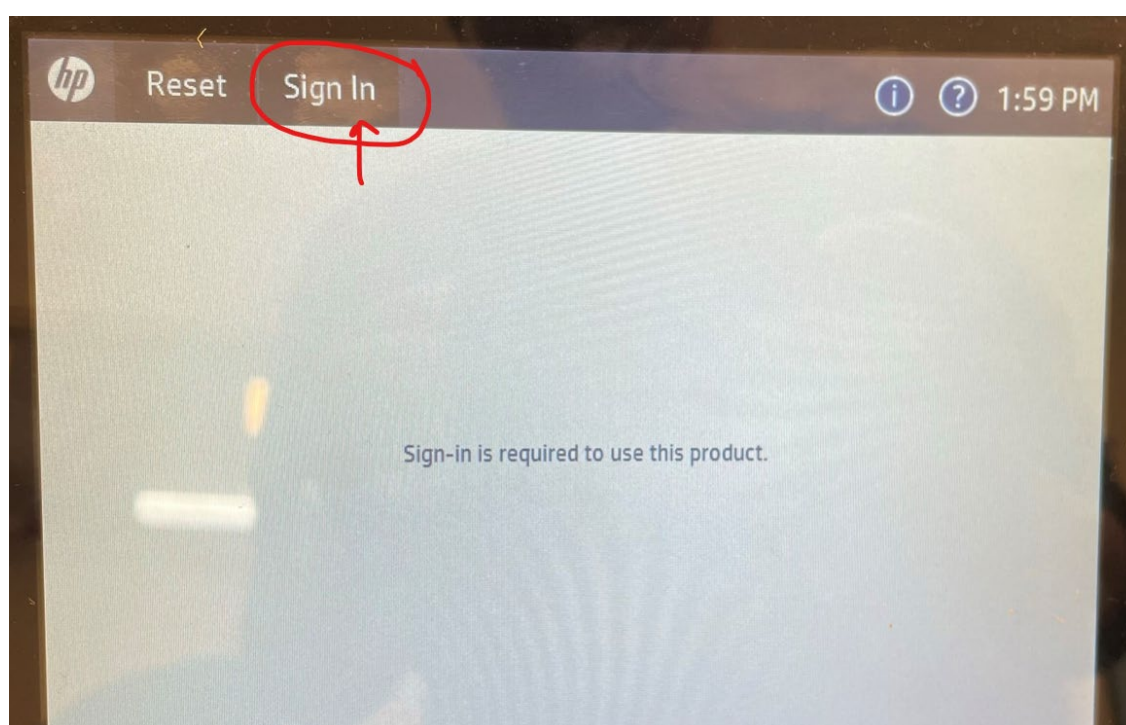 hp Reset Sign In i ? 1:59 PM
Sign-in is required to use this product.